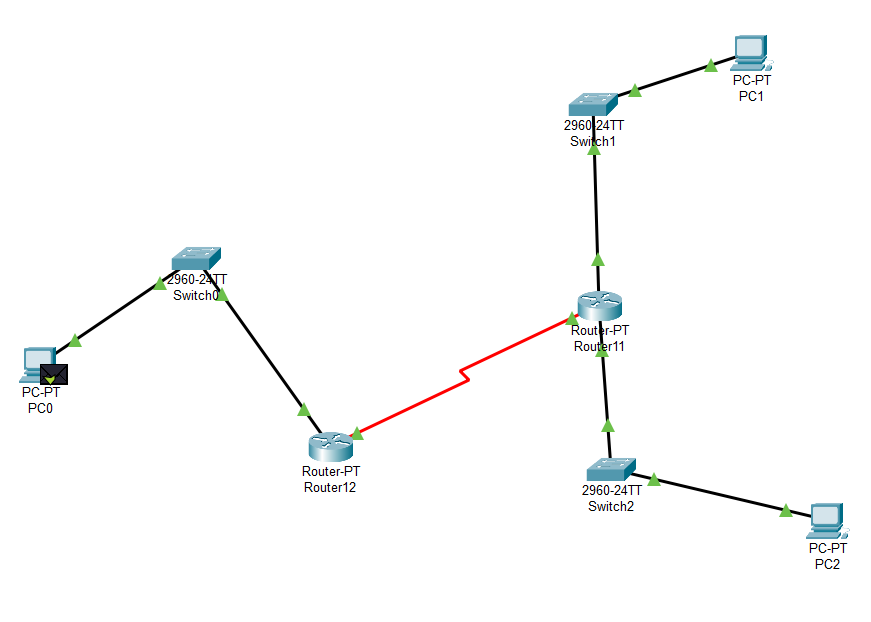 PC-PT
PC1
2960-24TT
Switch1
2960-24TT
Switch0
Router-PT
Router11
PC-PT
PC0
Router-PT
Router12
2960-24TT
Switch2
PC-PT
PC2